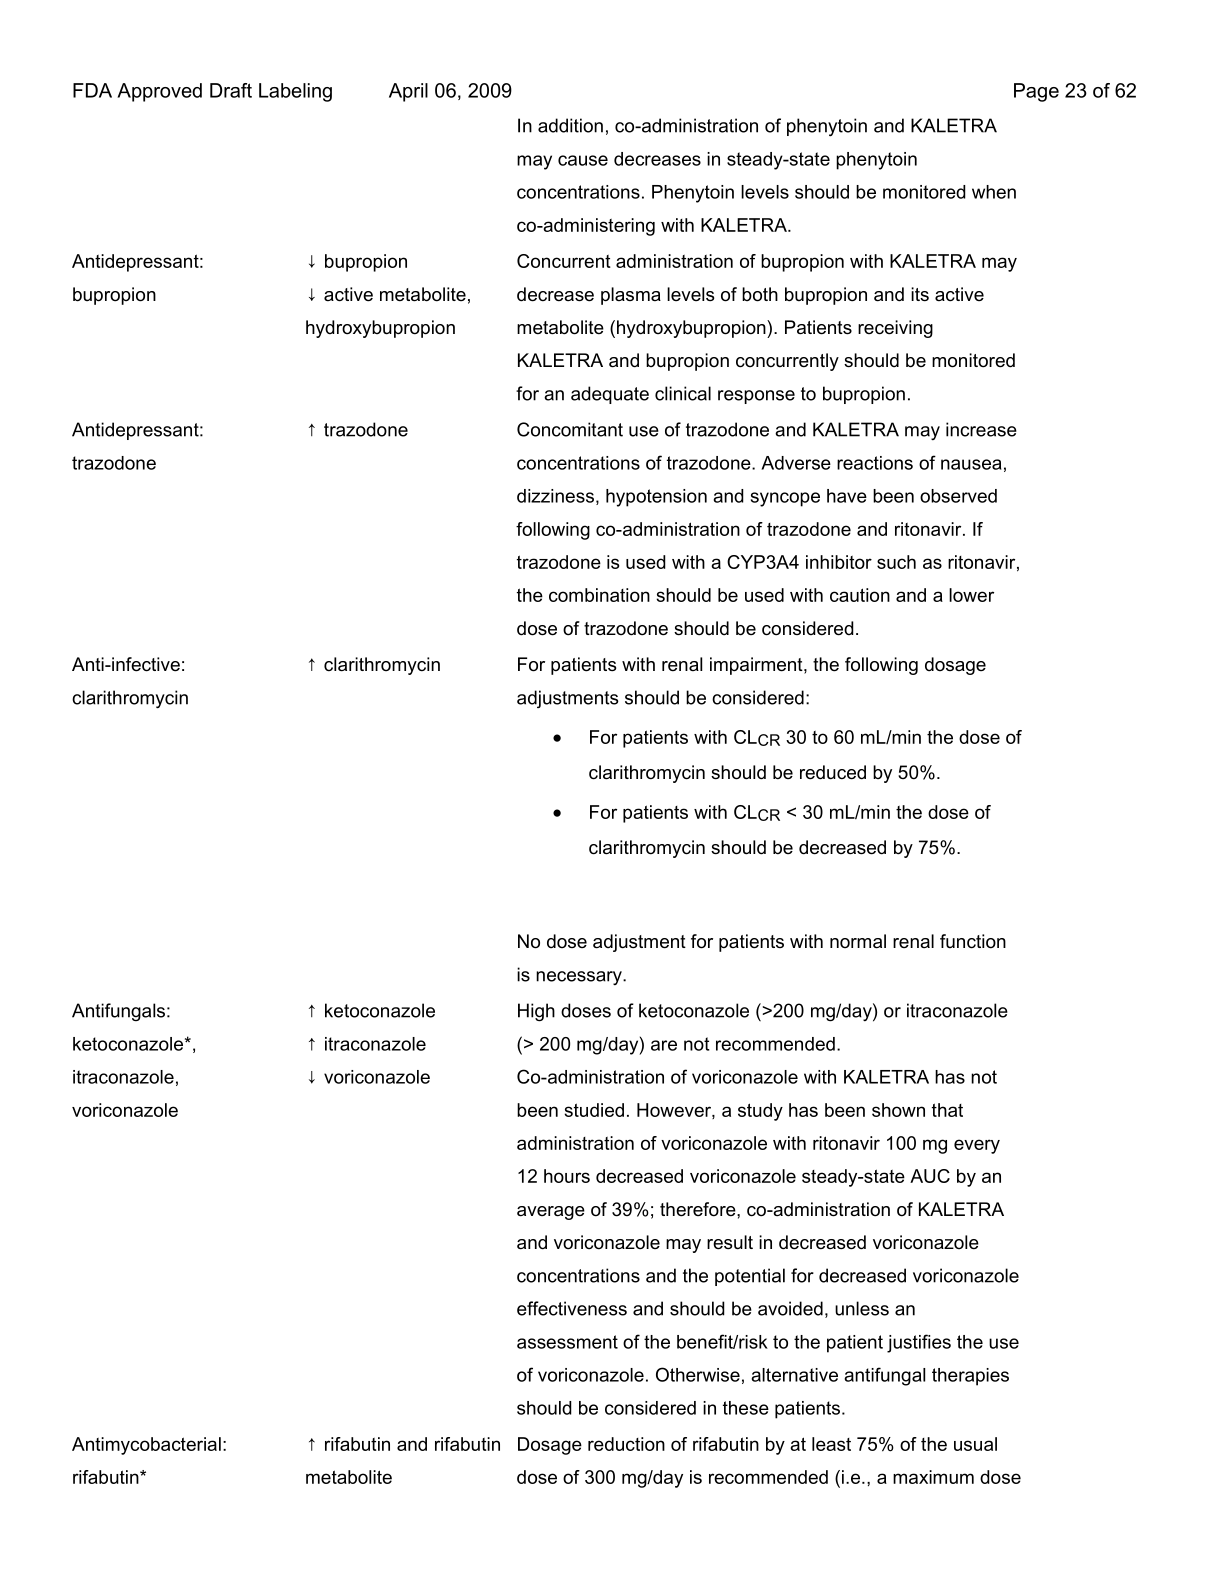 FDA Approved Draft Labeling April 06, 2009 Page 23 of 62
In addition, co-administration of phenytoin and KALETRA
may cause decreases in steady-state phenytoin
concentrations. Phenytoin levels should be monitored when
co-administering with KALETRA.
Antidepressant: ↓ bupropion Concurrent administration of bupropion with KALETRA may
bupropion ↓ active metabolite, decrease plasma levels of both bupropion and its active
hydroxybupropion metabolite (hydroxybupropion). Patients receiving
KALETRA and bupropion concurrently should be monitored
for an adequate clinical response to bupropion.
Antidepressant: ↑ trazodone Concomitant use of trazodone and KALETRA may increase
trazodone concentrations of trazodone. Adverse reactions of nausea,
dizziness, hypotension and syncope have been observed
following co-administration of trazodone and ritonavir. If
trazodone is used with a CYP3A4 inhibitor such as ritonavir,
the combination should be used with caution and a lower
dose of trazodone should be considered.
Anti-infective: ↑ clarithromycin For patients with renal impairment, the following dosage
clarithromycin adjustments should be considered:
• For patients with CLCR 30 to 60 mL/min the dose of
clarithromycin should be reduced by 50%.
• For patients with CLCR < 30 mL/min the dose of
clarithromycin should be decreased by 75%.
No dose adjustment for patients with normal renal function
is necessary.
Antifungals: ↑ ketoconazole High doses of ketoconazole (>200 mg/day) or itraconazole
ketoconazole*, ↑ itraconazole (> 200 mg/day) are not recommended.
itraconazole, ↓ voriconazole Co-administration of voriconazole with KALETRA has not
voriconazole been studied. However, a study has been shown that
administration of voriconazole with ritonavir 100 mg every
12 hours decreased voriconazole steady-state AUC by an
average of 39%; therefore, co-administration of KALETRA
and voriconazole may result in decreased voriconazole
concentrations and the potential for decreased voriconazole
effectiveness and should be avoided, unless an
assessment of the benefit/risk to the patient justifies the use
of voriconazole. Otherwise, alternative antifungal therapies
should be considered in these patients.
Antimycobacterial: ↑ rifabutin and rifabutin Dosage reduction of rifabutin by at least 75% of the usual
rifabutin* metabolite dose of 300 mg/day is recommended (i.e., a maximum dose